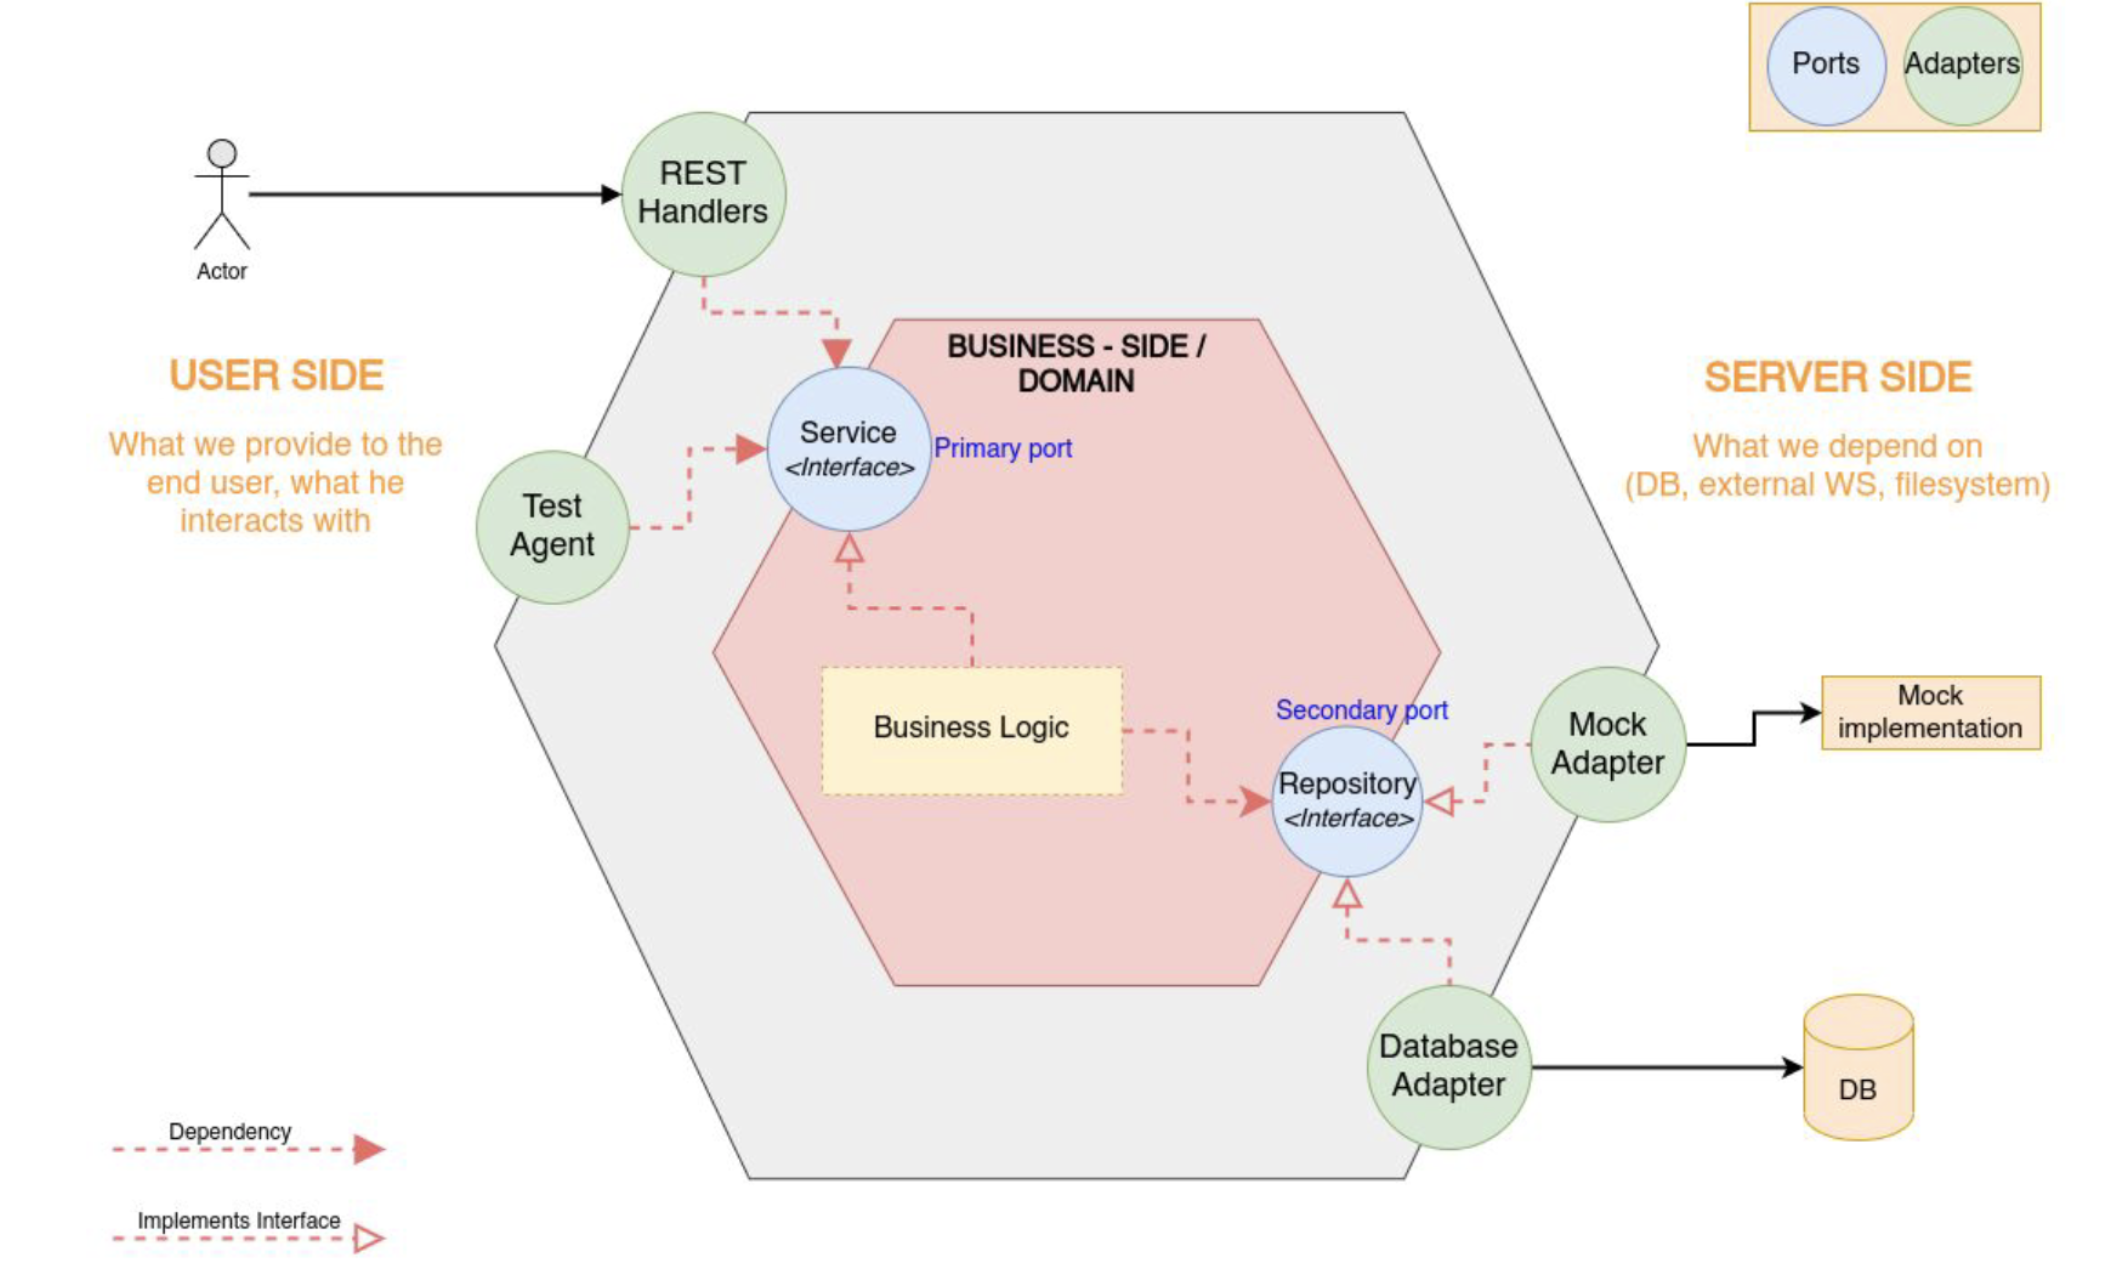 Ports
Adapters
REST
Handlers
Actor
BUSINESS - SIDE /
DOMAIN
USER SIDE
What we provide to the
end user, what he
interacts with
SERVER SIDE
What we depend on
(DB, external WS, filesystem)
Service
<Interface>
Primary port
Test
Agent
Business Logic
Secondary port
Repository
<Interface>
Mock
Adapter
Mock
implementation
Database
Adapter
DB
Dependency
Implements Interface